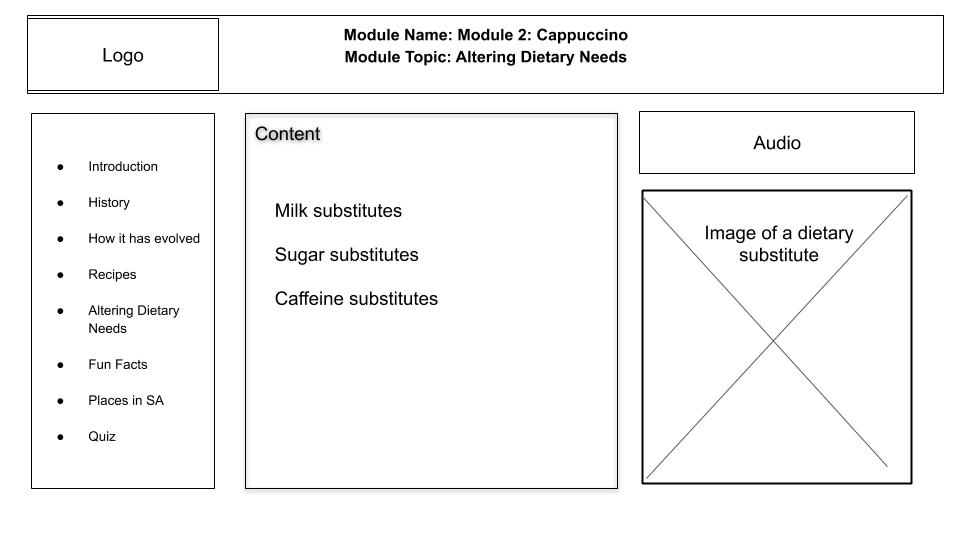 Logo
Module Name: Module 2: Cappuccino
Module Topic: Altering Dietary Needs
● Introduction
● History
● How it has evolved
● Recipes
● Altering Dietary
Needs
● Fun Facts
● Places in SA
● Quiz
Content
Milk substitutes
Sugar substitutes
Caffeine substitutes
Audio
Image of a dietary
substitute